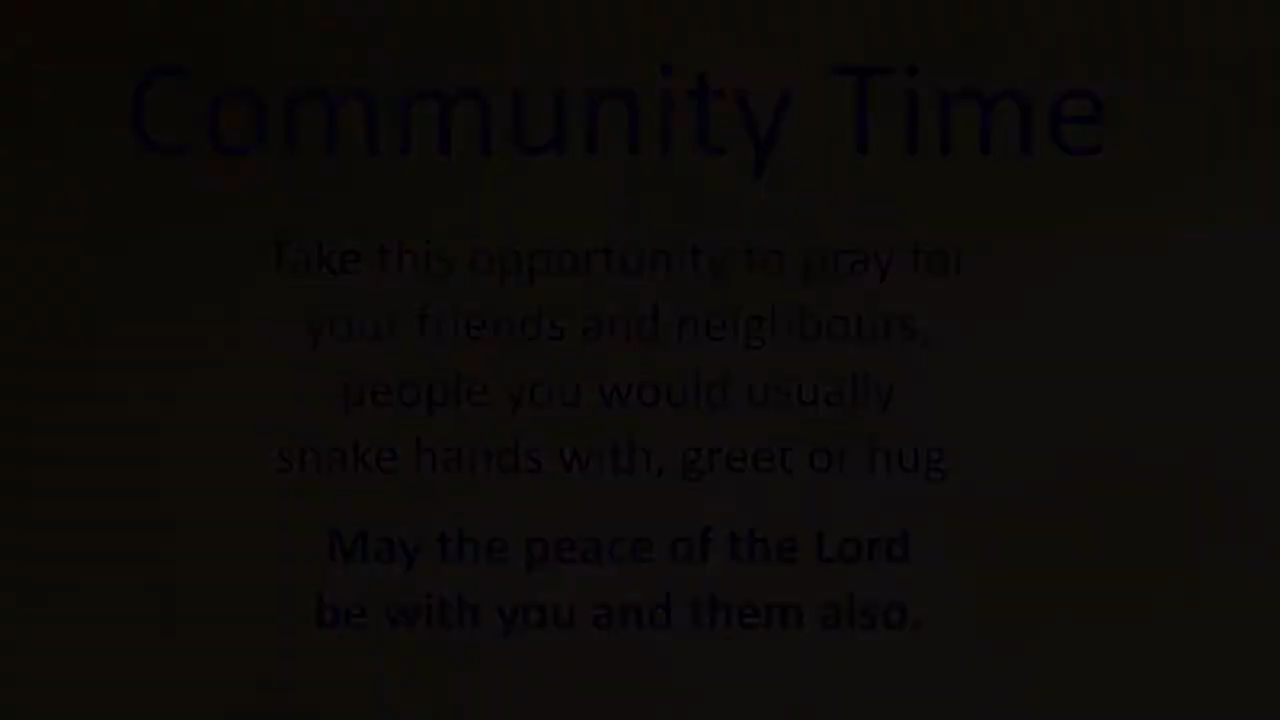 Community Time
Take this opportunity to pray for
your friends and neighbours,
people you would usually
shake hands with, greet or hug
May the peace of the Lord
be with you and them also.